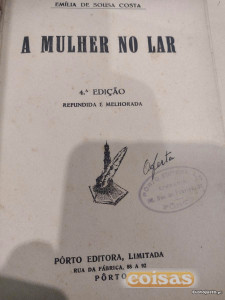 EMÍLIA DE SOUSA COSTA
A MULHER NO LAR
4.ª EDIÇÃO
REFUNDIDA E MELHORADA
Oferta
PÔRTO EDITORA, LIMITADA
RUA DA FÁBRICA, 86 A 92
PÔRTO
coisas